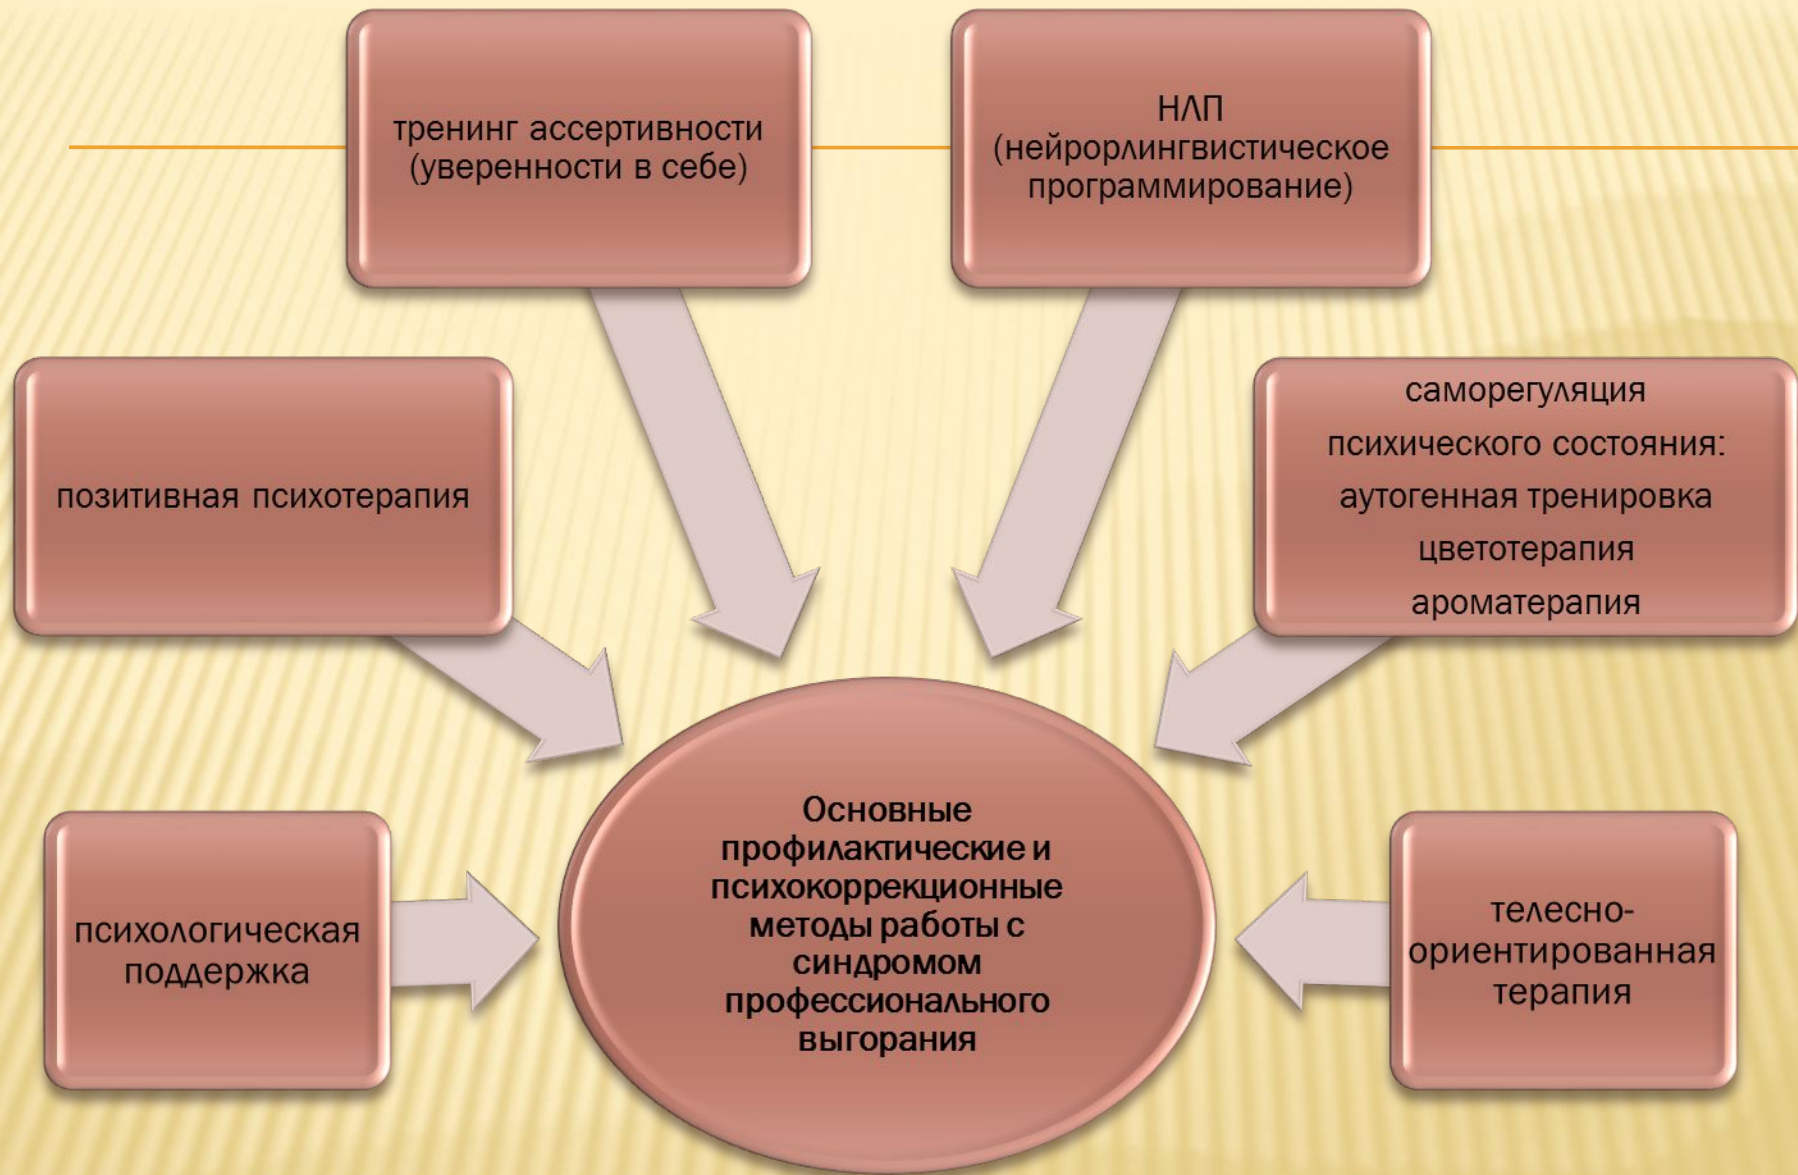 тренинг ассертивности
(уверенности в себе)
НЛП
(нейрорлингвистическое
программирование)
позитивная психотерапия
саморегуляция
психического состояния:
аутогенная тренировка
цветотерапия
ароматерапия
психологическая
поддержка
Основные
профилактические и
психокоррекционные
методы работы с
синдромом
профессионального
выгорания
телесно-
ориентированная
терапия